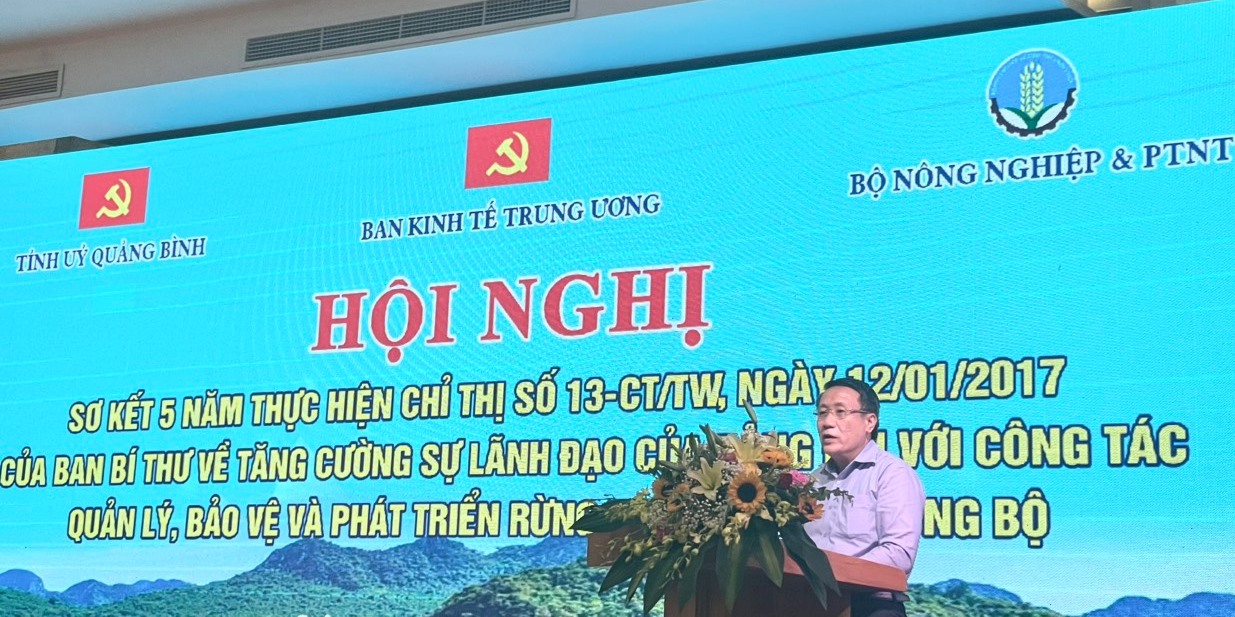 TỈNH UỶ QUẢNG BÌNH
BAN KINH TẾ TRUNG ƯƠNG
BỘ NÔNG NGHIỆP & PTNT
HỘI NGHỊ
SƠ KẾT 5 NĂM THỰC HIỆN CHỈ THỊ SỐ 13-CT/TW, NGÀY 12/01/2017
CỦA BAN BÍ THƯ VỀ TĂNG CƯỜNG SỰ LÃNH ĐẠO CỦA VỚI CÔNG TÁC
QUẢN LÝ, BẢO VỆ VÀ PHÁT TRIỂN RỪNG BỘ